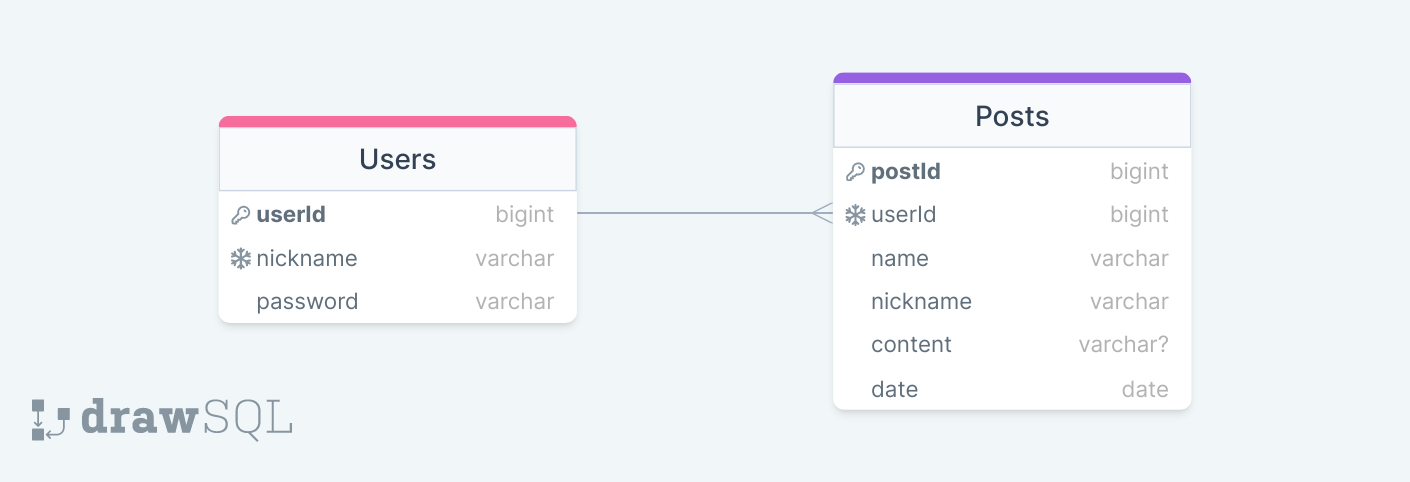 Users
userId bigint
nickname varchar
password varchar
Posts
postId bigint
userId bigint
name varchar
nickname varchar
content varchar?
date date
drawSQL